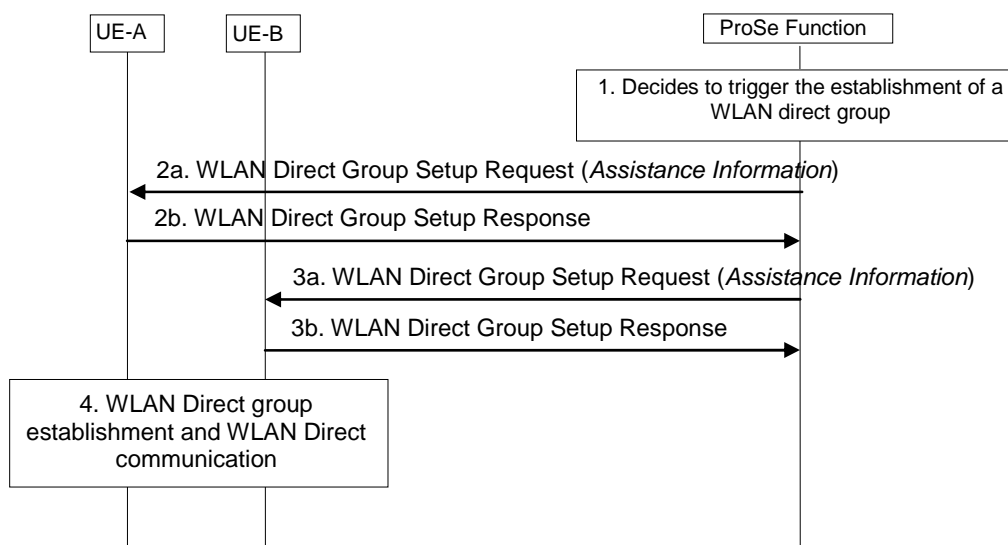 UE-A
UE-B
ProSe Function
1. Decides to trigger the establishment of a
WLAN direct group
2a. WLAN Direct Group Setup Request (Assistance Information)
2b. WLAN Direct Group Setup Response
3a. WLAN Direct Group Setup Request (Assistance Information)
3b. WLAN Direct Group Setup Response
4. WLAN Direct group
establishment and WLAN Direct
communication